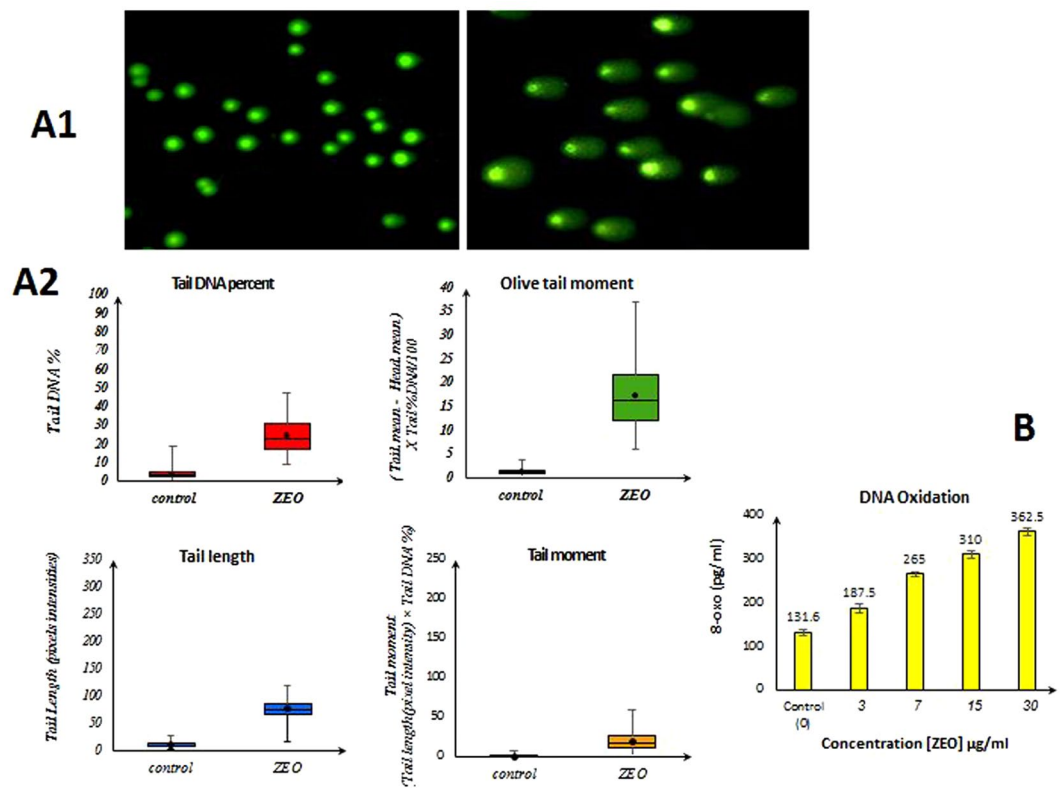 A1
A2
Tail DNA percent
Tail DNA %
100
90
80
70
60
50
40
30
20
10
0
control
ZEO
Olive tail moment
( Tail.mean - Head.mean)
X Tail%DNA/100
40
35
30
25
20
15
10
5
0
control
ZEO
Tail length
Tail Length (pixels intensities)
350
300
250
200
150
100
50
0
control
ZEO
Tail moment
Tail moment
(Tail length(pixel intensity) × Tail DNA %)
250
200
150
100
50
0
control
ZEO
B
DNA Oxidation
8-oxo (pg/ml)
400
300
200
100
0
131.6
187.5
265
310
362.5
Control
(0)
3
7
15
30
Concentration [ZEO] µg/ml